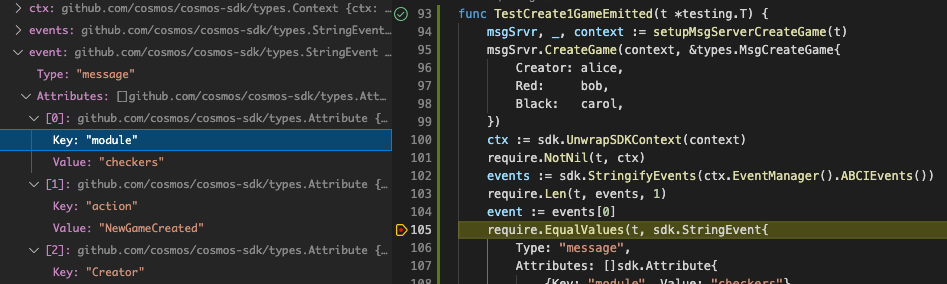 ctx: github.com/cosmos/cosmos-sdk/types.Context {ctx:
events: github.com/cosmos/cosmos-sdk/types.StringEvent...
event: github.com/cosmos/cosmos-sdk/types.StringEvent...
Type: "message"
Attributes: []github.com/cosmos/cosmos-sdk/types.Att...
[0]: github.com/cosmos/cosmos-sdk/types.Attribute {...
Key: "module"
Value: "checkers"
[1]: github.com/cosmos/cosmos-sdk/types.Attribute {...
Key: "action"
Value: "NewGameCreated"
[2]: github.com/cosmos/cosmos-sdk/types.Attribute {...
Key: "Creator"
93 func TestCreate1GameEmitted(t *testing.T) {
94 msgSrvr, _, context := setupMsgServerCreateGame(t)
95 msgSrvr.CreateGame(context, &types.MsgCreateGame{
96 Creator: alice,
97 Red: bob,
98 Black: carol,
99 })
100 ctx := sdk.UnwrapSDKContext(context)
101 require.NotNil(t, ctx)
102 events := sdk.StringifyEvents(ctx.EventManager().ABCIEvents())
103 require.Len(t, events, 1)
104 event := events[0]
105 require.EqualValues(t, sdk.StringEvent{
106 Type: "message",
107 Attributes: []sdk.Attribute{
108 {Key: "module", Value: "checkers"},